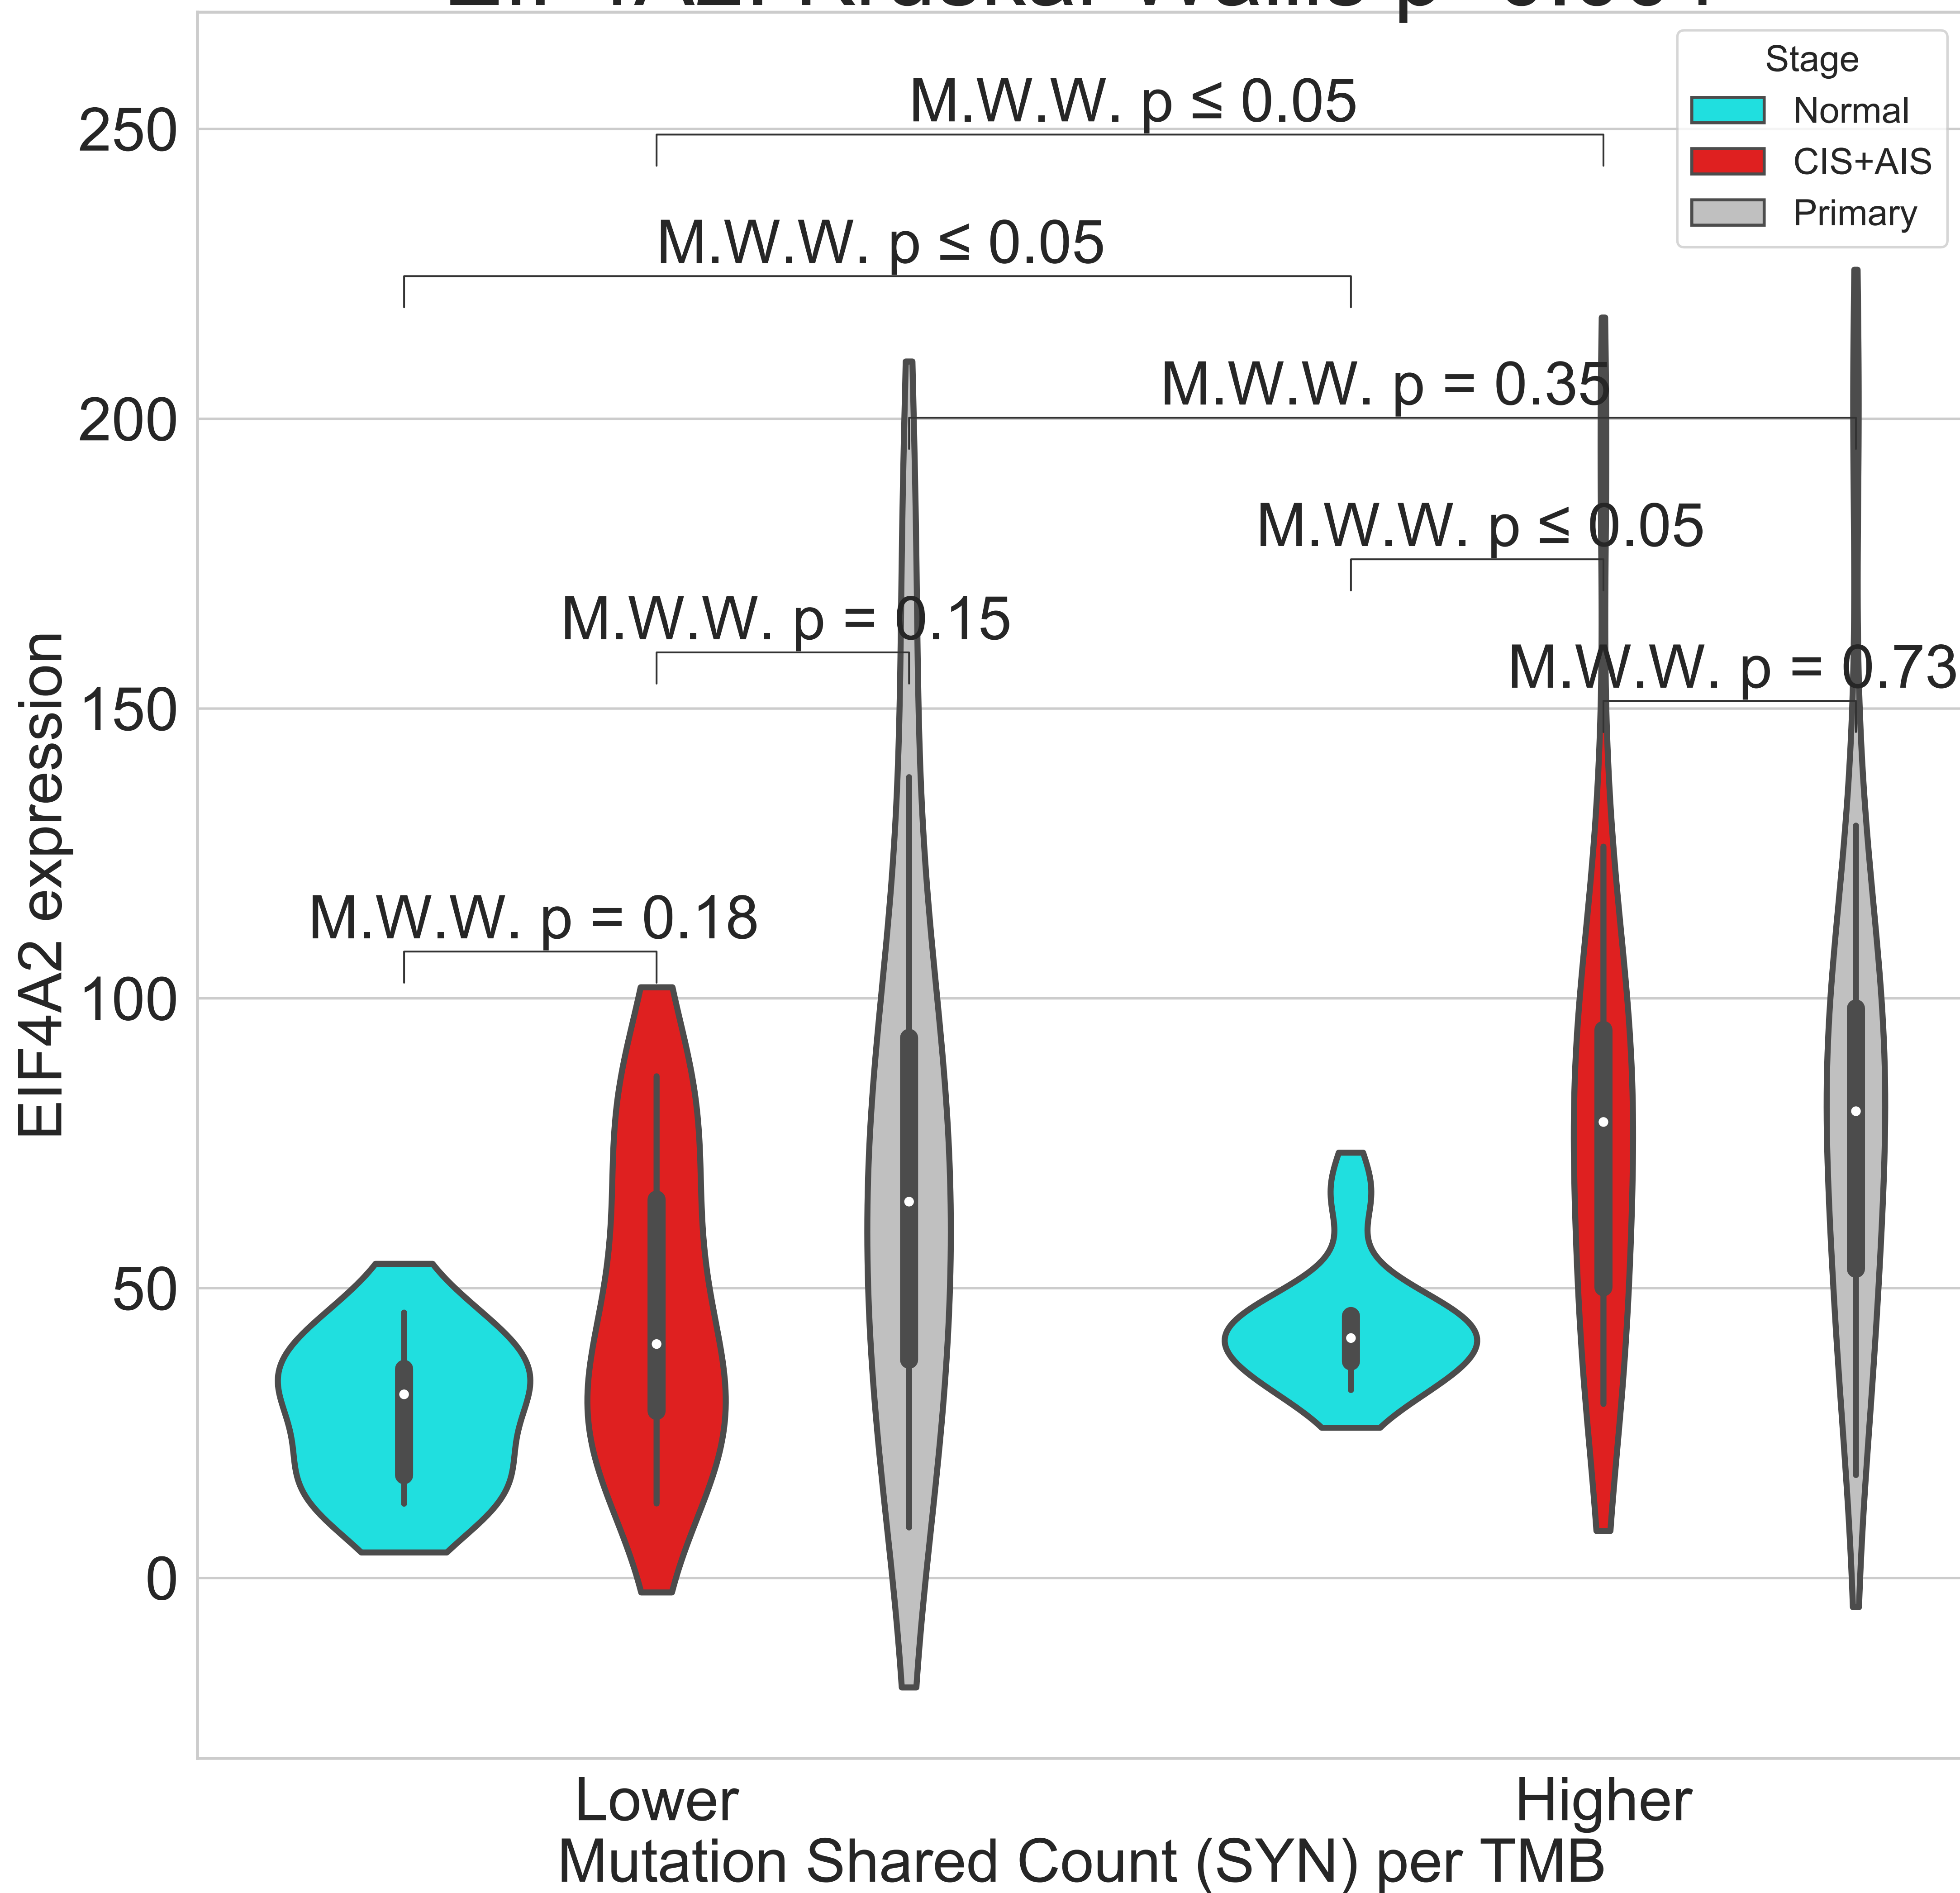 Stage
Normal
CIS+AIS
Primary
M.W.W. p ≤ 0.05
M.W.W. p ≤ 0.05
M.W.W. p = 0.35
M.W.W. p ≤ 0.05
M.W.W. p = 0.15
M.W.W. p = 0.73
M.W.W. p = 0.18
250
200
150
100
50
0
EIF4A2 expression
Lower
Higher
Mutation Shared Count (SYN) per TMB